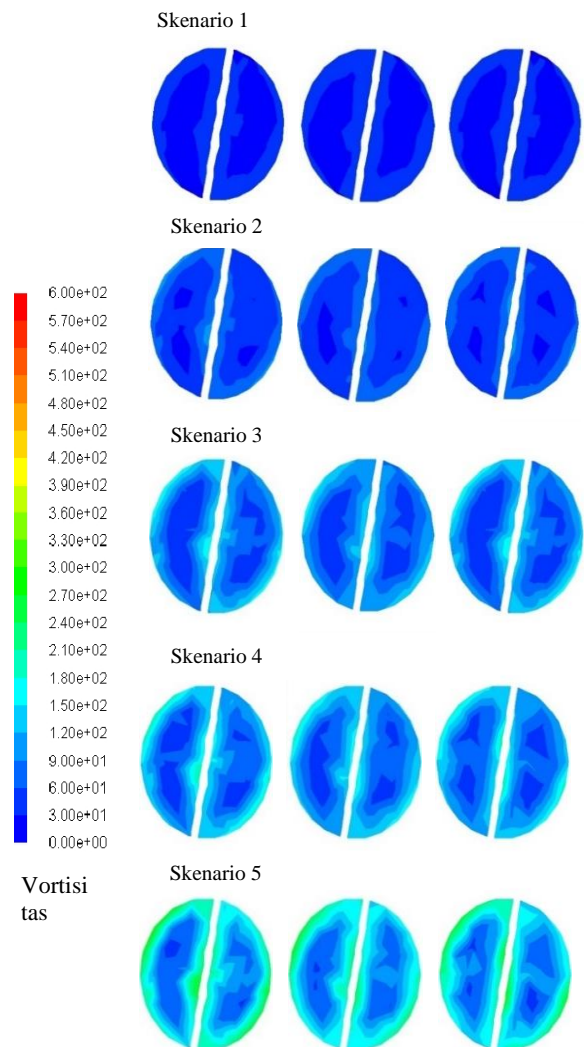 Skenario 1
Skenario 2
6.00e+02
5.70e+02
5.40e+02
5.10e+02
4.80e+02
4.50e+02
4.20e+02
3.90e+02
3.60e+02
3.30e+02
3.00e+02
2.70e+02
2.40e+02
2.10e+02
1.80e+02
1.50e+02
1.20e+02
9.00e+01
6.00e+01
3.00e+01
0.00e+00
Vortisi
tas
Skenario 3
Skenario 4
Skenario 5